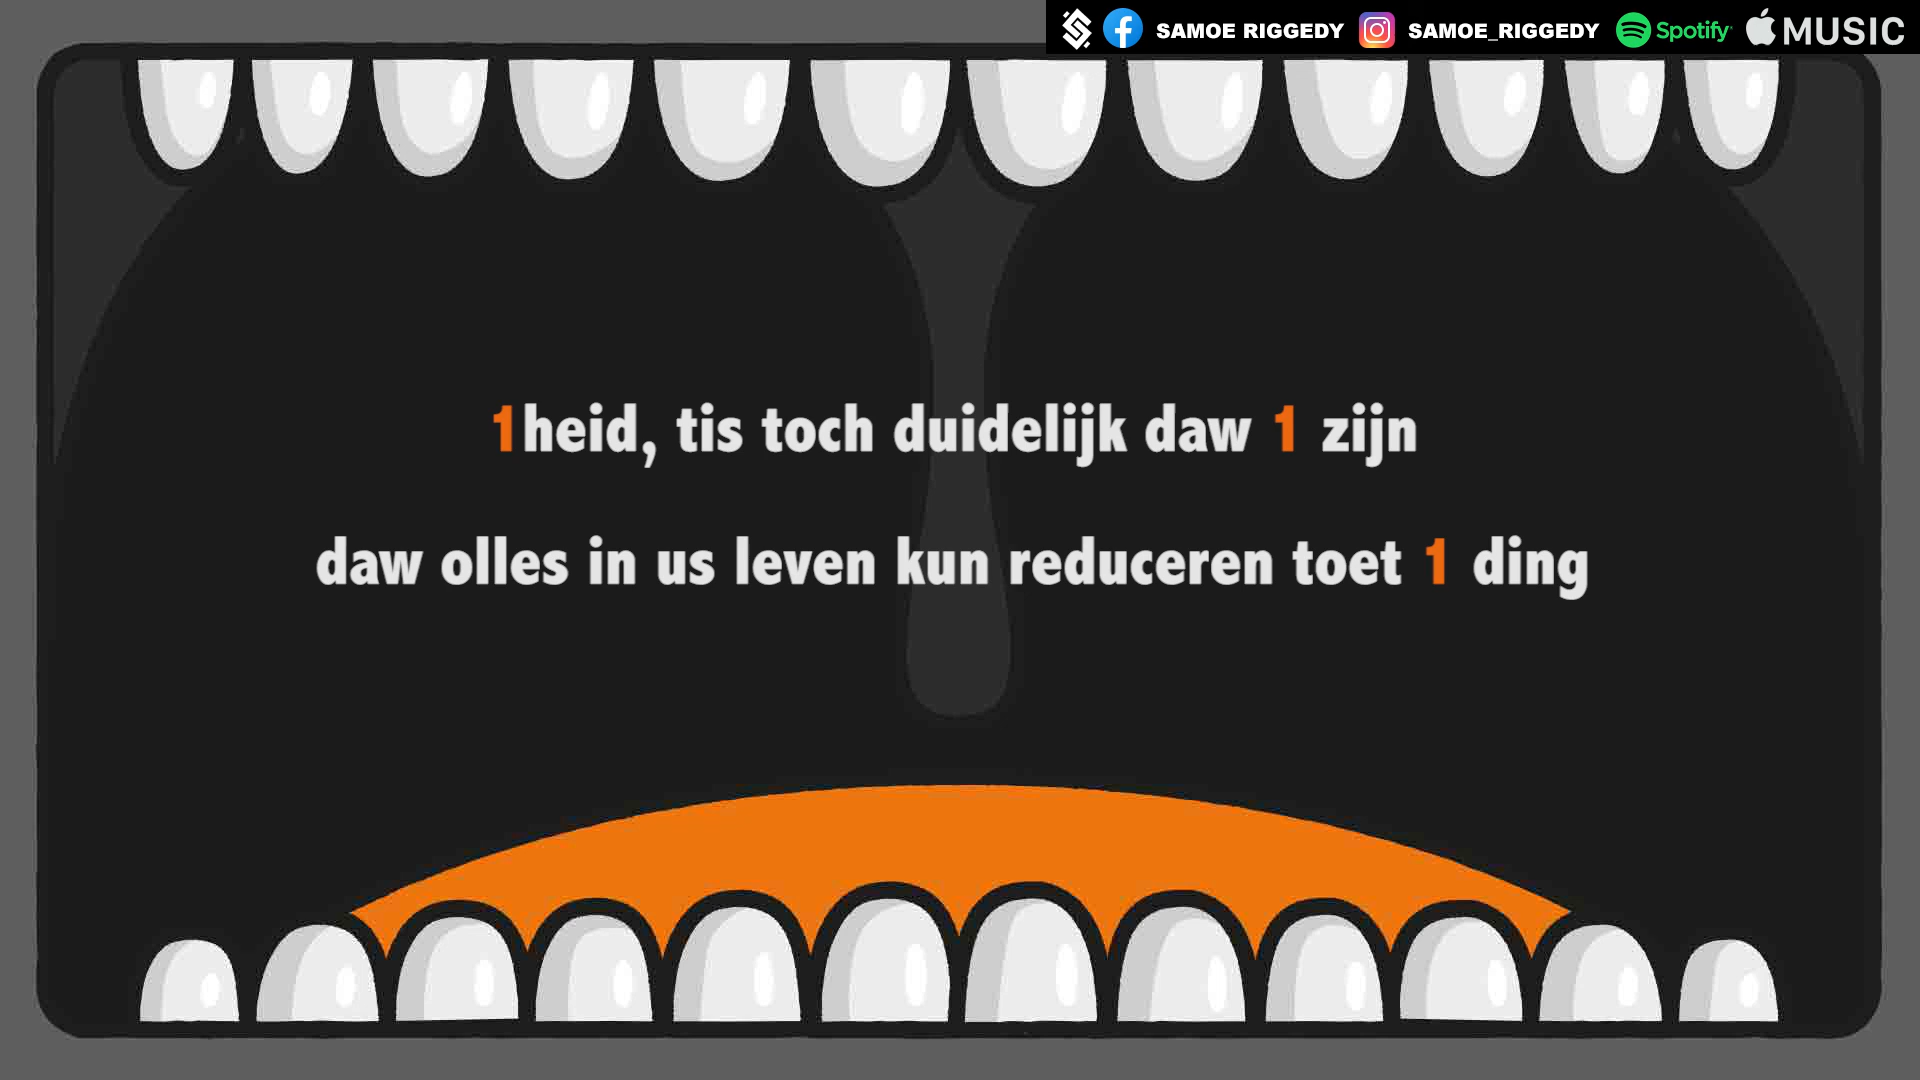 SAMOE RIGGEDY SAMOE_RIGGEDY Spotify MUSIC
1heid, tis toch duidelijk daw 1 zijn
daw olles in us leven kun reduceren toet 1 ding